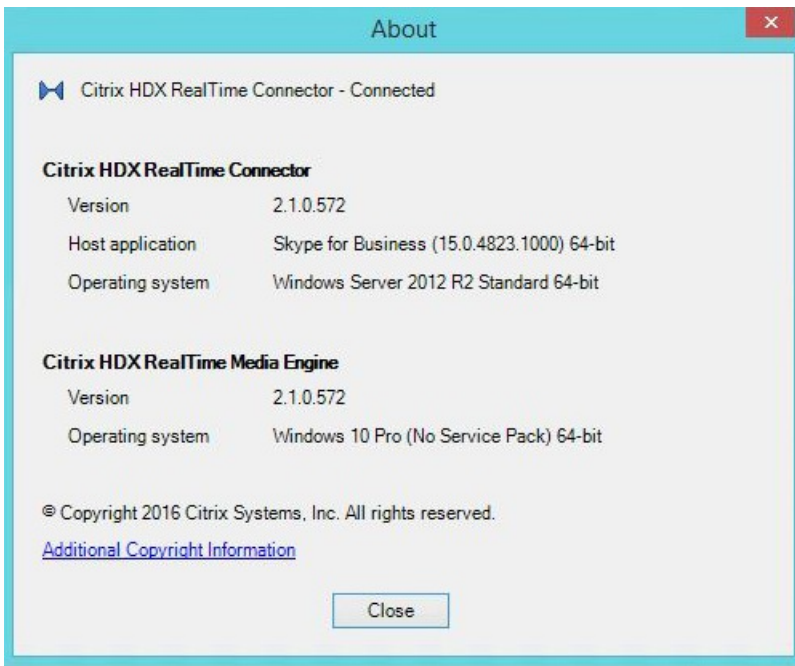 About
Citrix HDX RealTime Connector - Connected
Citrix HDX RealTime Connector
Version 2.1.0.572
Host application Skype for Business (15.0.4823.1000) 64-bit
Operating system Windows Server 2012 R2 Standard 64-bit
Citrix HDX RealTime Media Engine
Version 2.1.0.572
Operating system Windows 10 Pro (No Service Pack) 64-bit
© Copyright 2016 Citrix Systems, Inc. All rights reserved.
Additional Copyright Information
Close